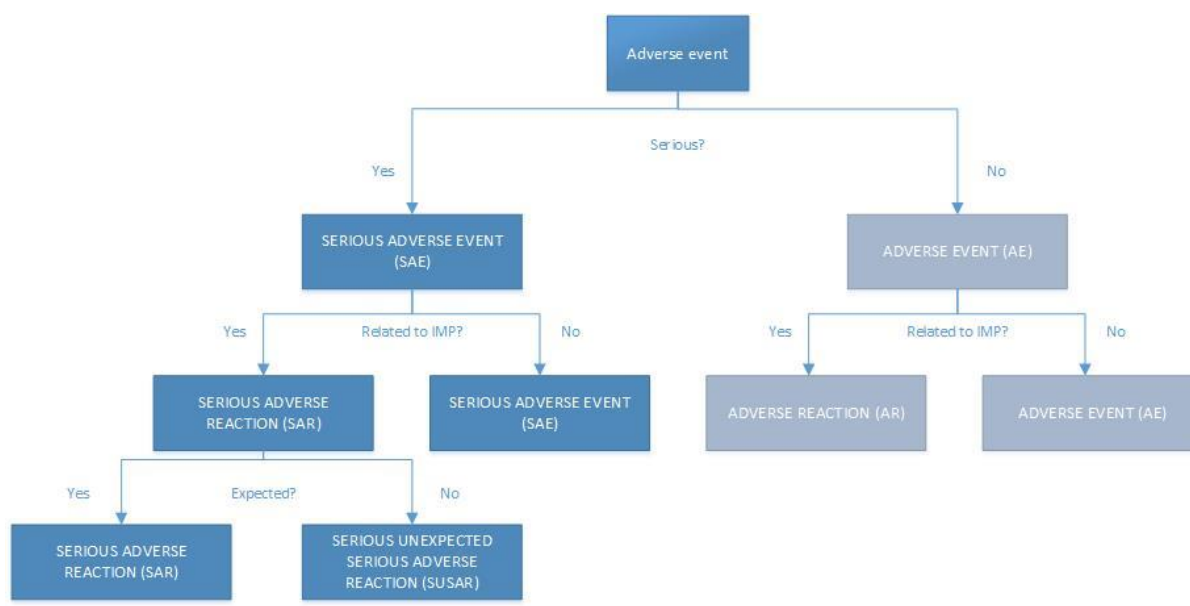 Adverse event
Serious?
Yes
No
SERIOUS ADVERSE EVENT
(SAE)
ADVERSE EVENT (AE)
Yes
Related to IMP?
No
Yes
Related to IMP?
No
SERIOUS ADVERSE
REACTION (SAR)
SERIOUS ADVERSE EVENT
(SAE)
ADVERSE REACTION (AR)
ADVERSE EVENT (AE)
Yes
Expected?
No
SERIOUS ADVERSE
REACTION (SAR)
SERIOUS UNEXPECTED
SERIOUS ADVERSE
REACTION (SUSAR)